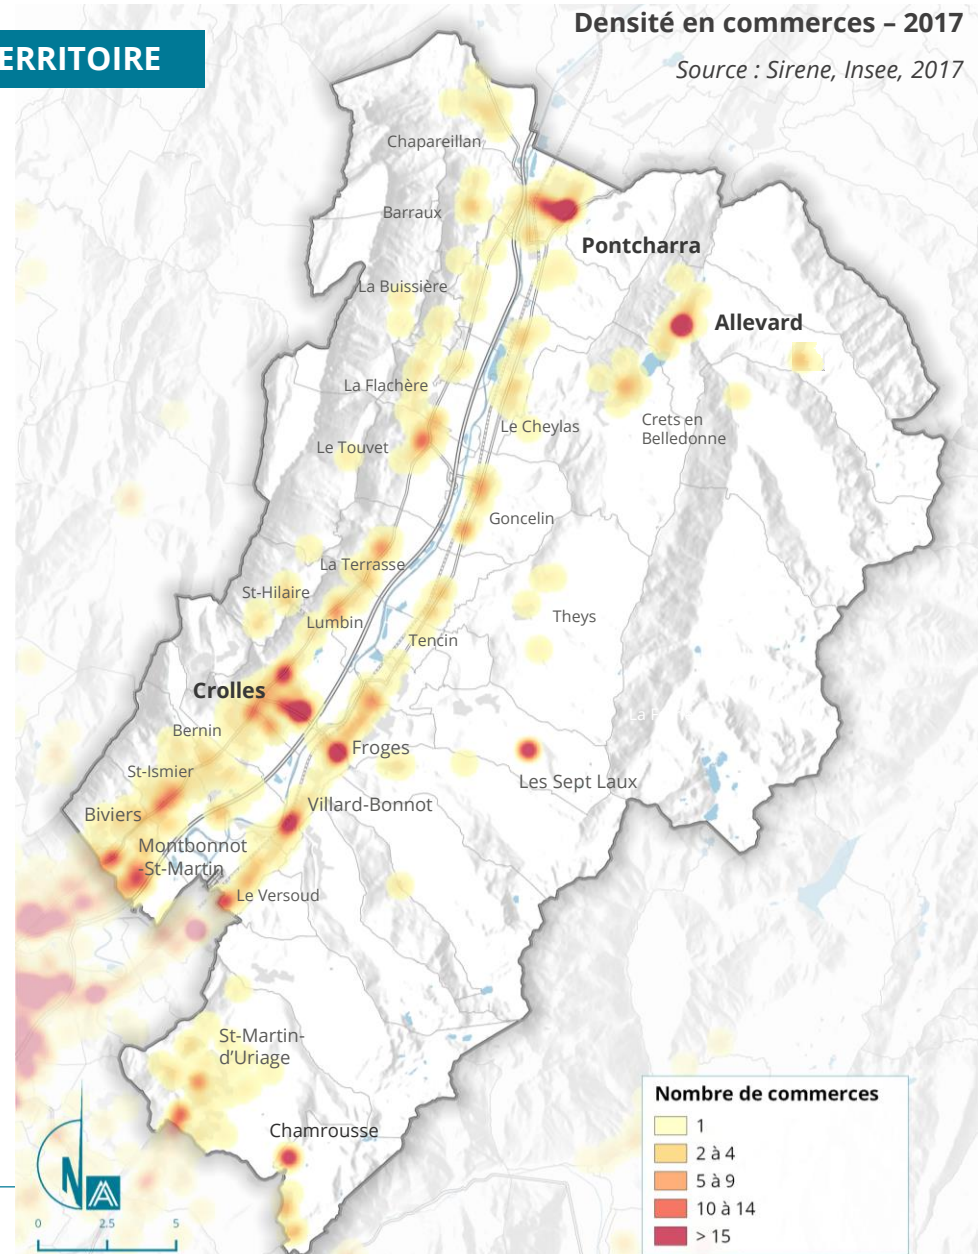 ERRITOIRE
Densité en commerces – 2017
Source : Sirene, Insee, 2017
Chapareillan
Barraux
Pontcharra
La Buissière
Allevard
La Flachère
Le Cheylas
Crets en
Belledonne
Le Touvet
Goncelin
La Terrasse
St-Hilaire
Lumbin
Theys
Tencin
Crolles
Bernin
Froges
St-Ismier
Les Sept Laux
Biviers
Villard-Bonnot
Montbonnot
-St-Martin
Le Versoud
St-Martin-
d'Uriage
Chamrousse
N
0 2.5 5
Nombre de commerces
1
2 à 4
5 à 9
10 à 14
> 15